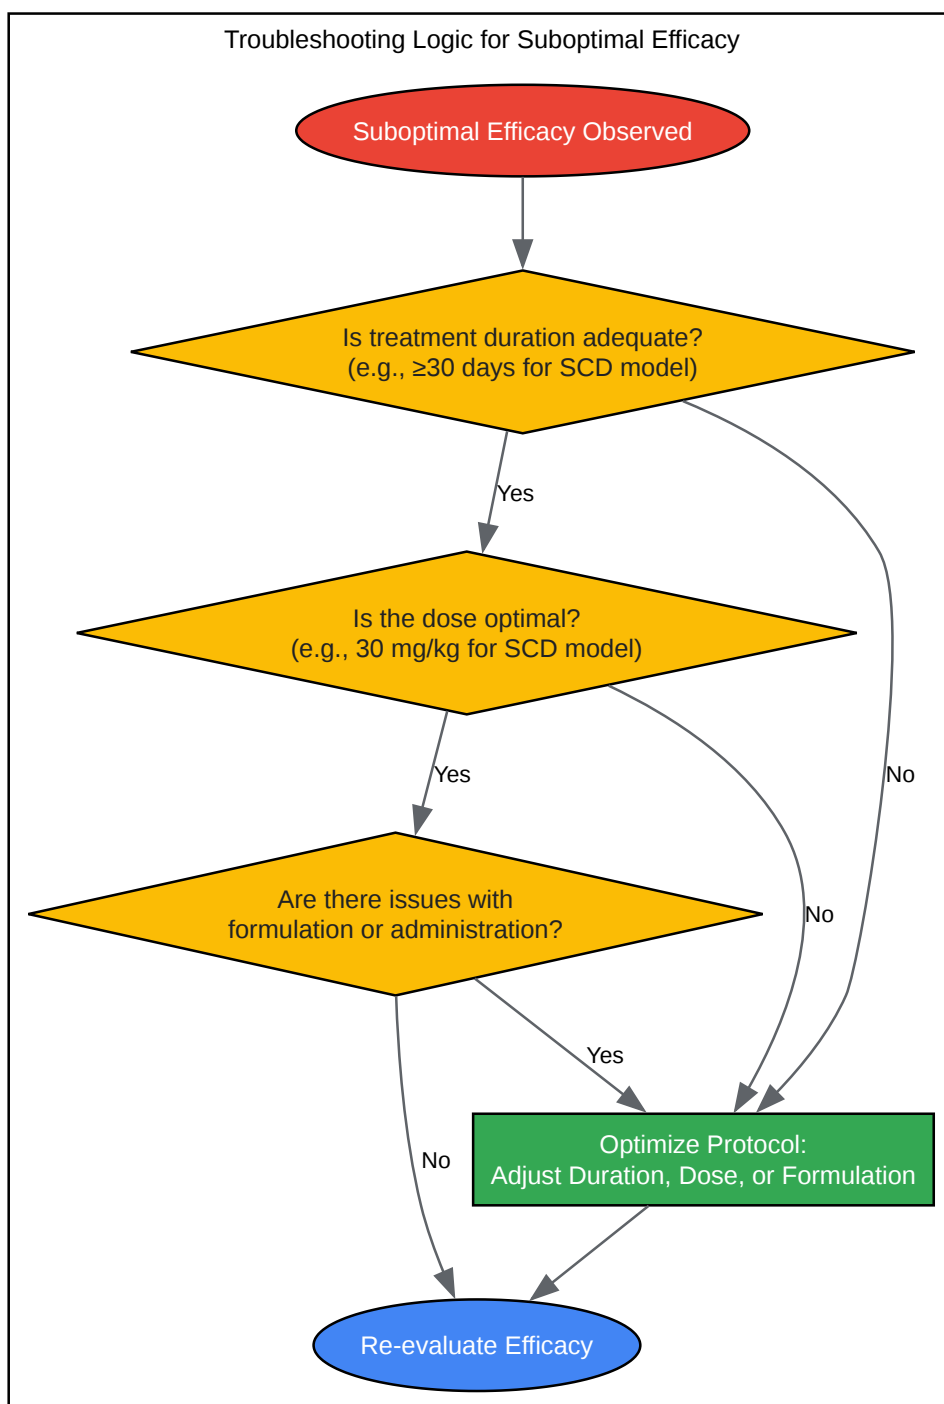 Troubleshooting Logic for Suboptimal Efficacy
Suboptimal Efficacy Observed
Is treatment duration adequate?
(e.g., ≥30 days for SCD model)
Yes
Is the dose optimal?
(e.g., 30 mg/kg for SCD model)
Yes
No
Are there issues with
formulation or administration?
No
Yes
No
Optimize Protocol:
Adjust Duration, Dose, or Formulation
Re-evaluate Efficacy